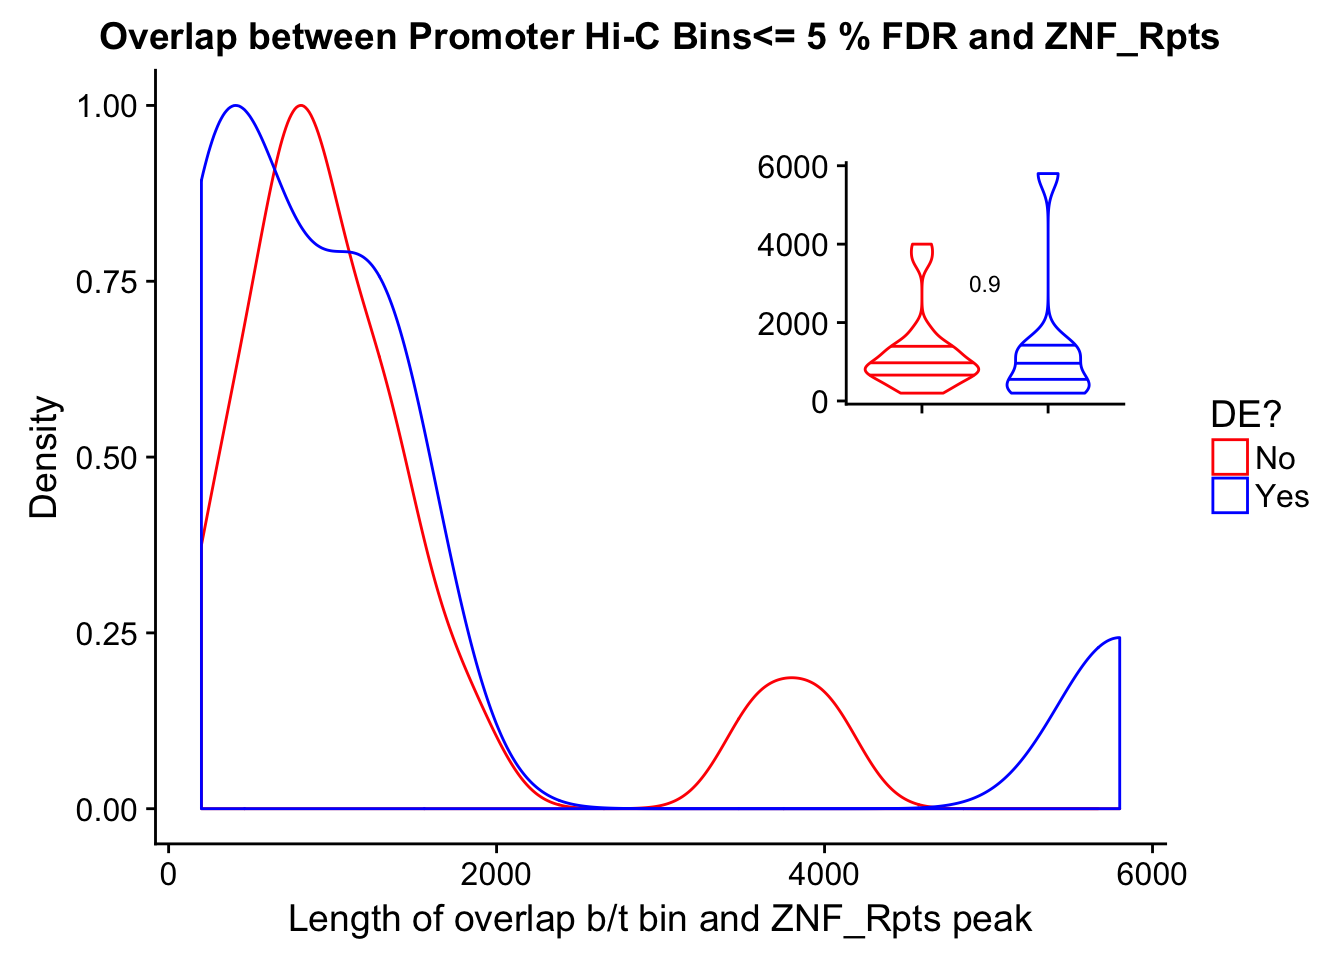 Overlap between Promoter Hi-C Bins<= 5 % FDR and ZNF_Rpts
1.00
0.75
0.50
0.25
0.00
Density
0
2000
4000
6000
Length of overlap b/t bin and ZNF_Rpts peak
6000
4000
2000
0
0.9
DE?
No
Yes